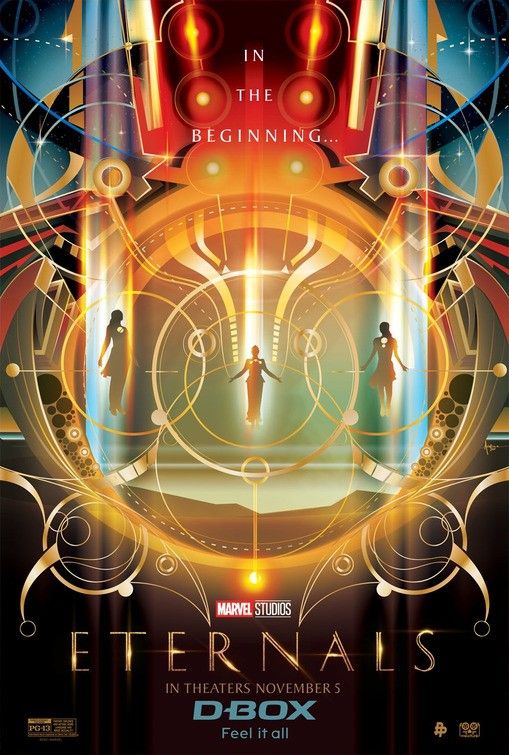 IN
THE
BEGINNING...
MARVEL STUDIOS
ETERNALS
IN THEATERS NOVEMBER 5
D-BOX
Feel it all
PG-13